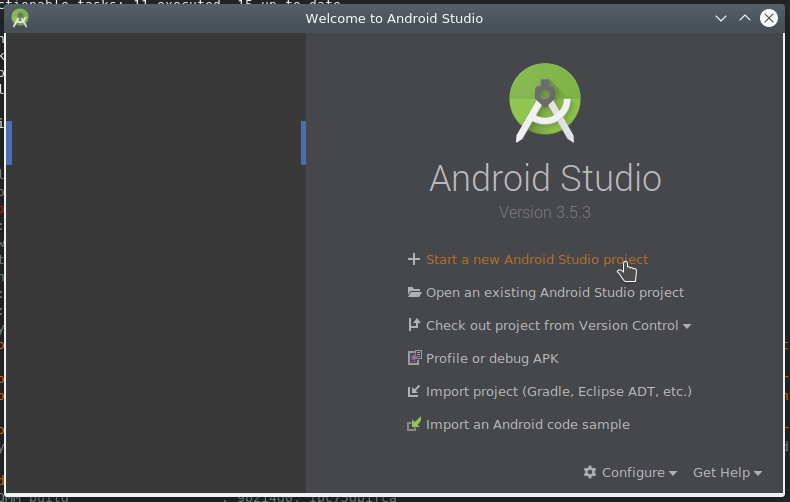 Welcome to Android Studio
Android Studio
Version 3.5.3
Start a new Android Studio project
Open an existing Android Studio project
Check out project from Version Control
Profile or debug APK
Import project (Gradle, Eclipse ADT, etc.)
Import an Android code sample
Configure
Get Help